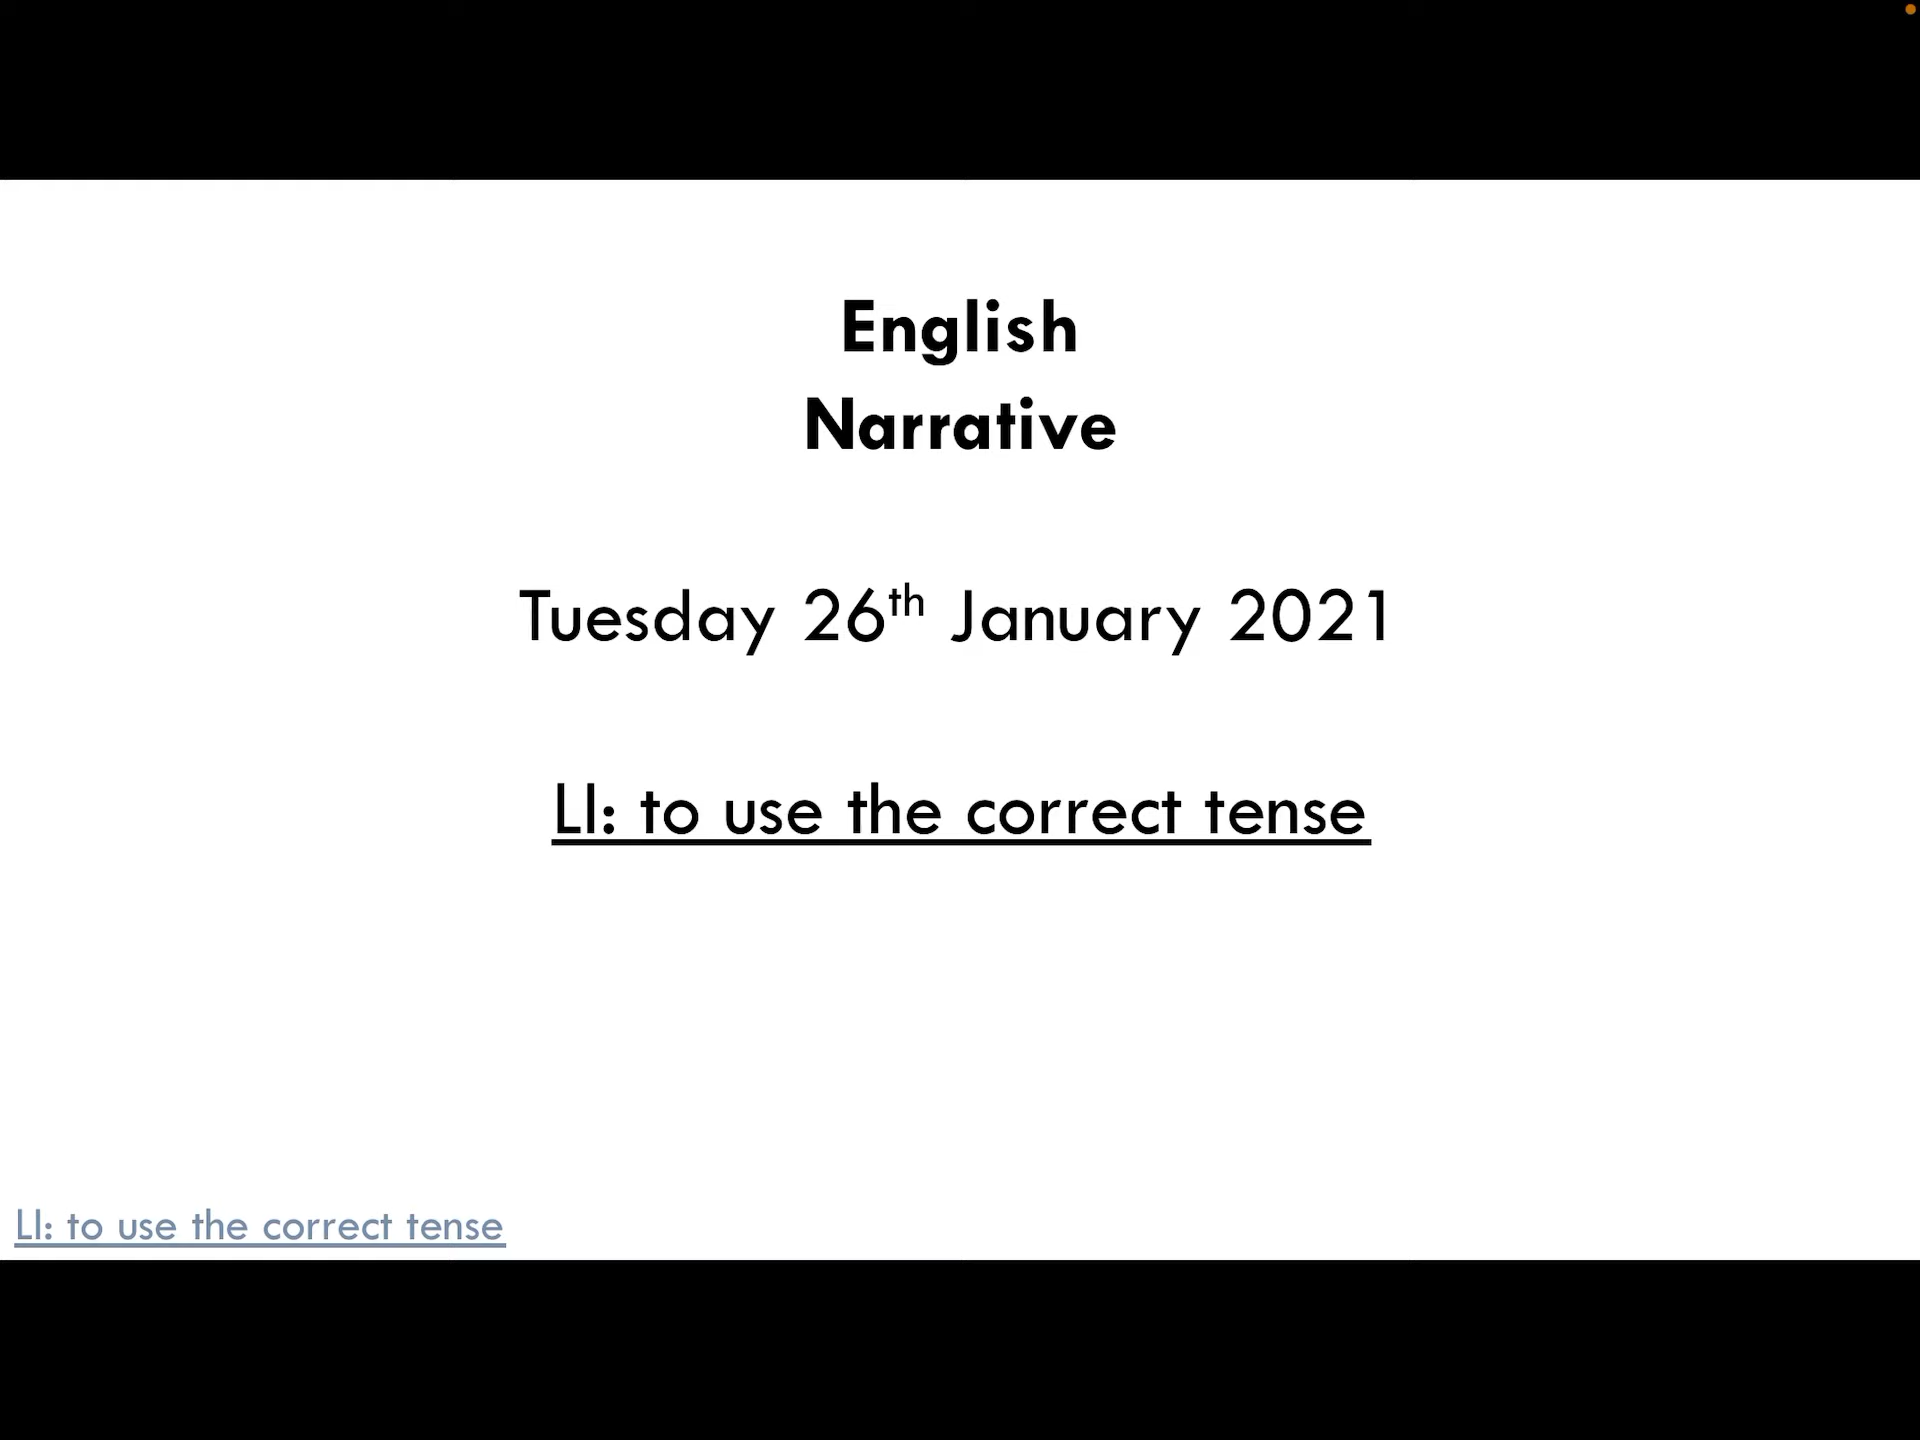 English
Narrative
Tuesday 26th January 2021
LI: to use the correct tense
LI: to use the correct tense